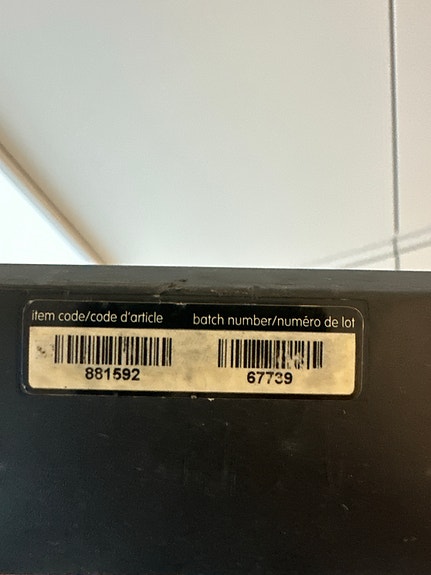 item code/code d'article batch number/numéro de lot
881592 67739